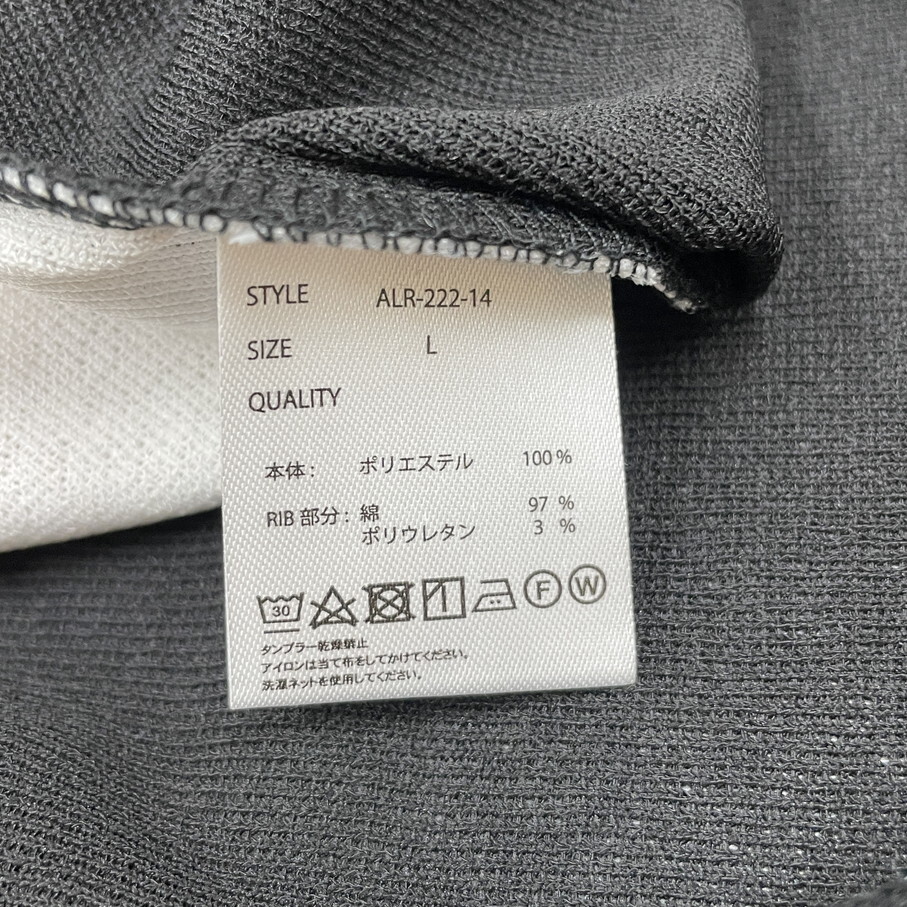 STYLE ALR-222-14
SIZE L
QUALITY
本体: ポリエステル 100%
RIB 部分: 綿 97 %
ポリウレタン 3 %
30 F W
タンブラー乾燥禁止
アイロンは当て布をしてかけてください。
洗濯ネットを使用してください。